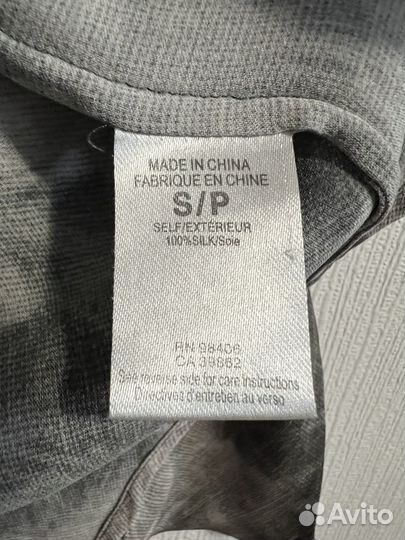 MADE IN CHINA
FABRIQUE EN CHINE
S/P
SELF/EXTÉRIEUR
100%SILK/Soie
RN 98406
CA 39862
See reverse side for care instructions
Directives d'entretien au verso
Avito